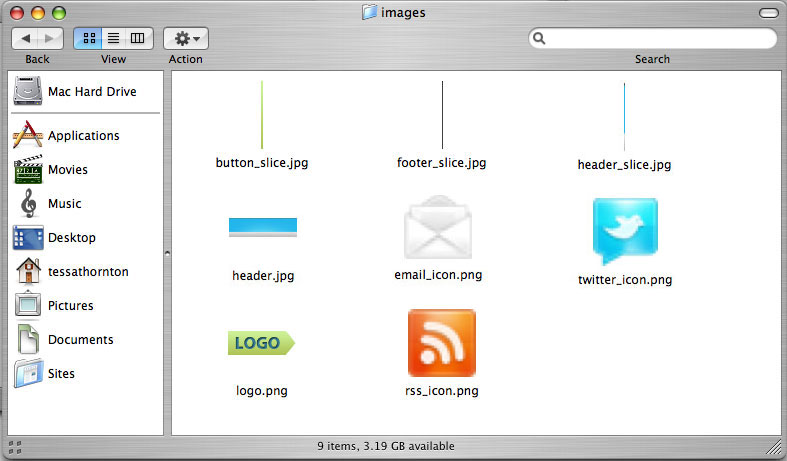 images
Back View Action Search
Mac Hard Drive
Applications
Movies
Music
Desktop
tessathornton
Pictures
Documents
Sites
button_slice.jpg footer_slice.jpg header_slice.jpg
header.jpg email_icon.png twitter_icon.png
LOGO
logo.png rss_icon.png
9 items, 3.19 GB available